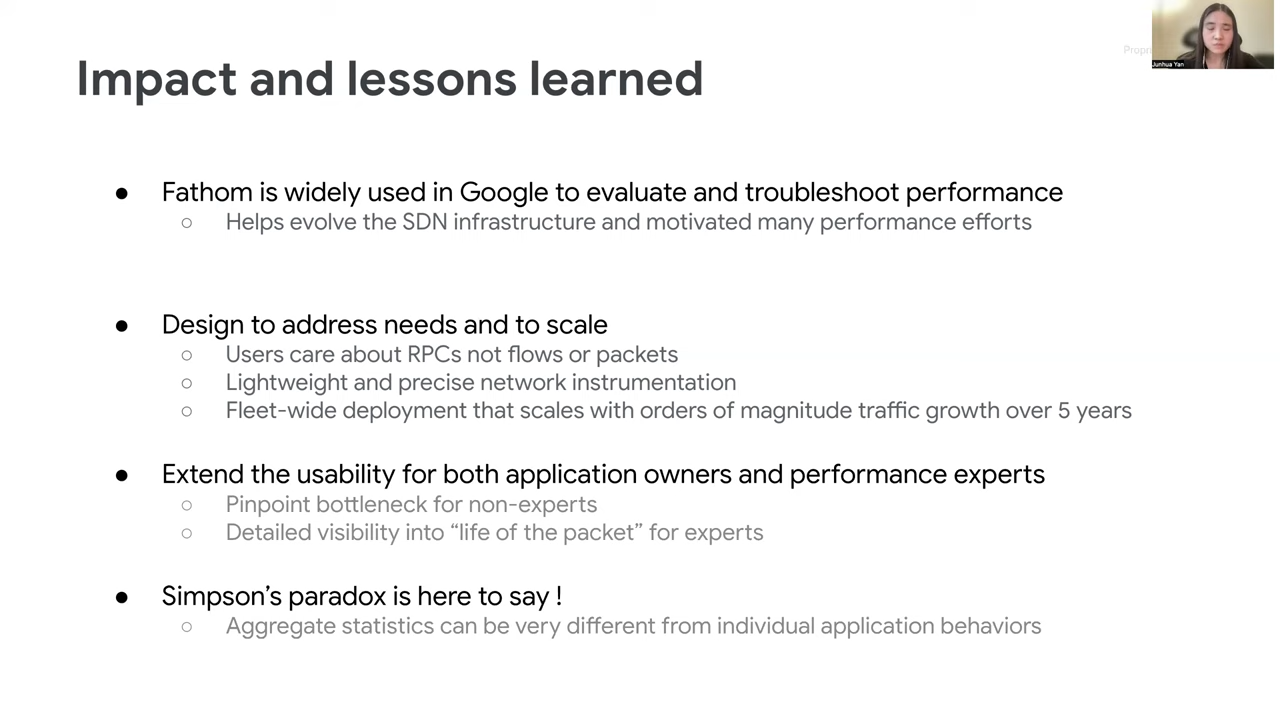 Propri
Junhua Yan
Impact and lessons learned
● Fathom is widely used in Google to evaluate and troubleshoot performance
○ Helps evolve the SDN infrastructure and motivated many performance efforts
● Design to address needs and to scale
○ Users care about RPCs not flows or packets
○ Lightweight and precise network instrumentation
○ Fleet-wide deployment that scales with orders of magnitude traffic growth over 5 years
● Extend the usability for both application owners and performance experts
○ Pinpoint bottleneck for non-experts
○ Detailed visibility into “life of the packet” for experts
● Simpson’s paradox is here to say !
○ Aggregate statistics can be very different from individual application behaviors